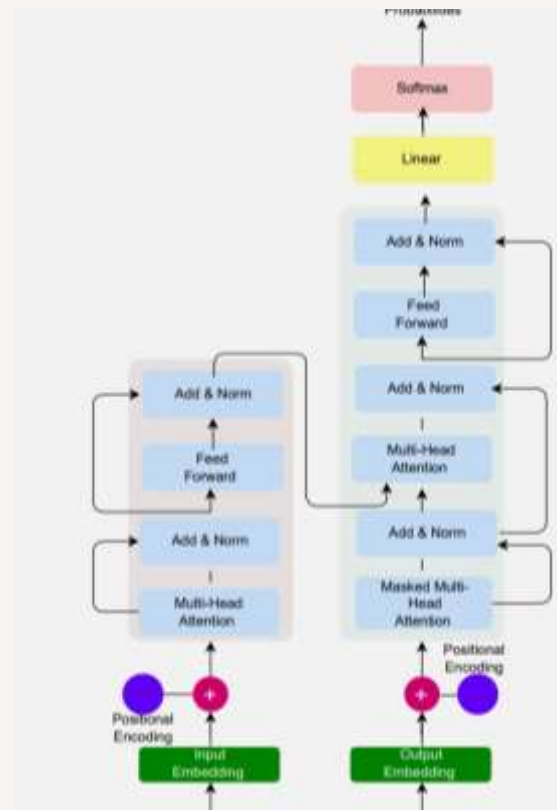 Softmax
Linear
Add & Norm
Feed
Forward
Add & Norm
Multi-Head
Attention
Add & Norm
Masked Multi-
Head
Attention
Positional
Encoding
Output
Embedding
Add & Norm
Feed
Forward
Add & Norm
Multi-Head
Attention
Positional
Encoding
Input
Embedding